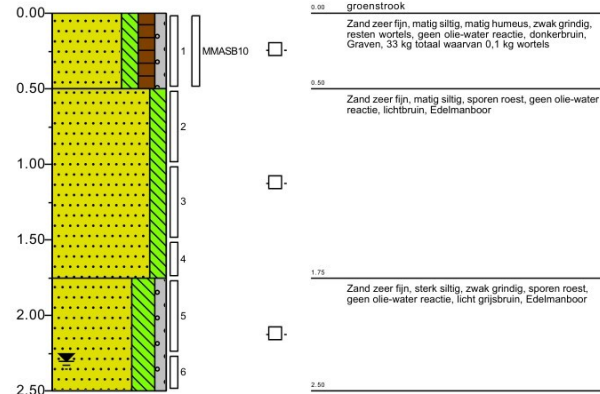 0.00
0.50
1.00
1.50
2.00
2.50
1
MMASB10
2
3
4
5
6
0.00
groenstrook
Zand zeer fijn, matig siltig, matig humeus, zwak grindig,
resten wortels, geen olie-water reactie, donkerbruin,
Graven, 33 kg totaal waarvan 0,1 kg wortels
0.50
Zand zeer fijn, matig siltig, sporen roest, geen olie-water
reactie, lichtbruin, Edelmanboor
1.75
Zand zeer fijn, sterk siltig, zwak grindig, sporen roest,
geen olie-water reactie, licht grijsbruin, Edelmanboor
2.50